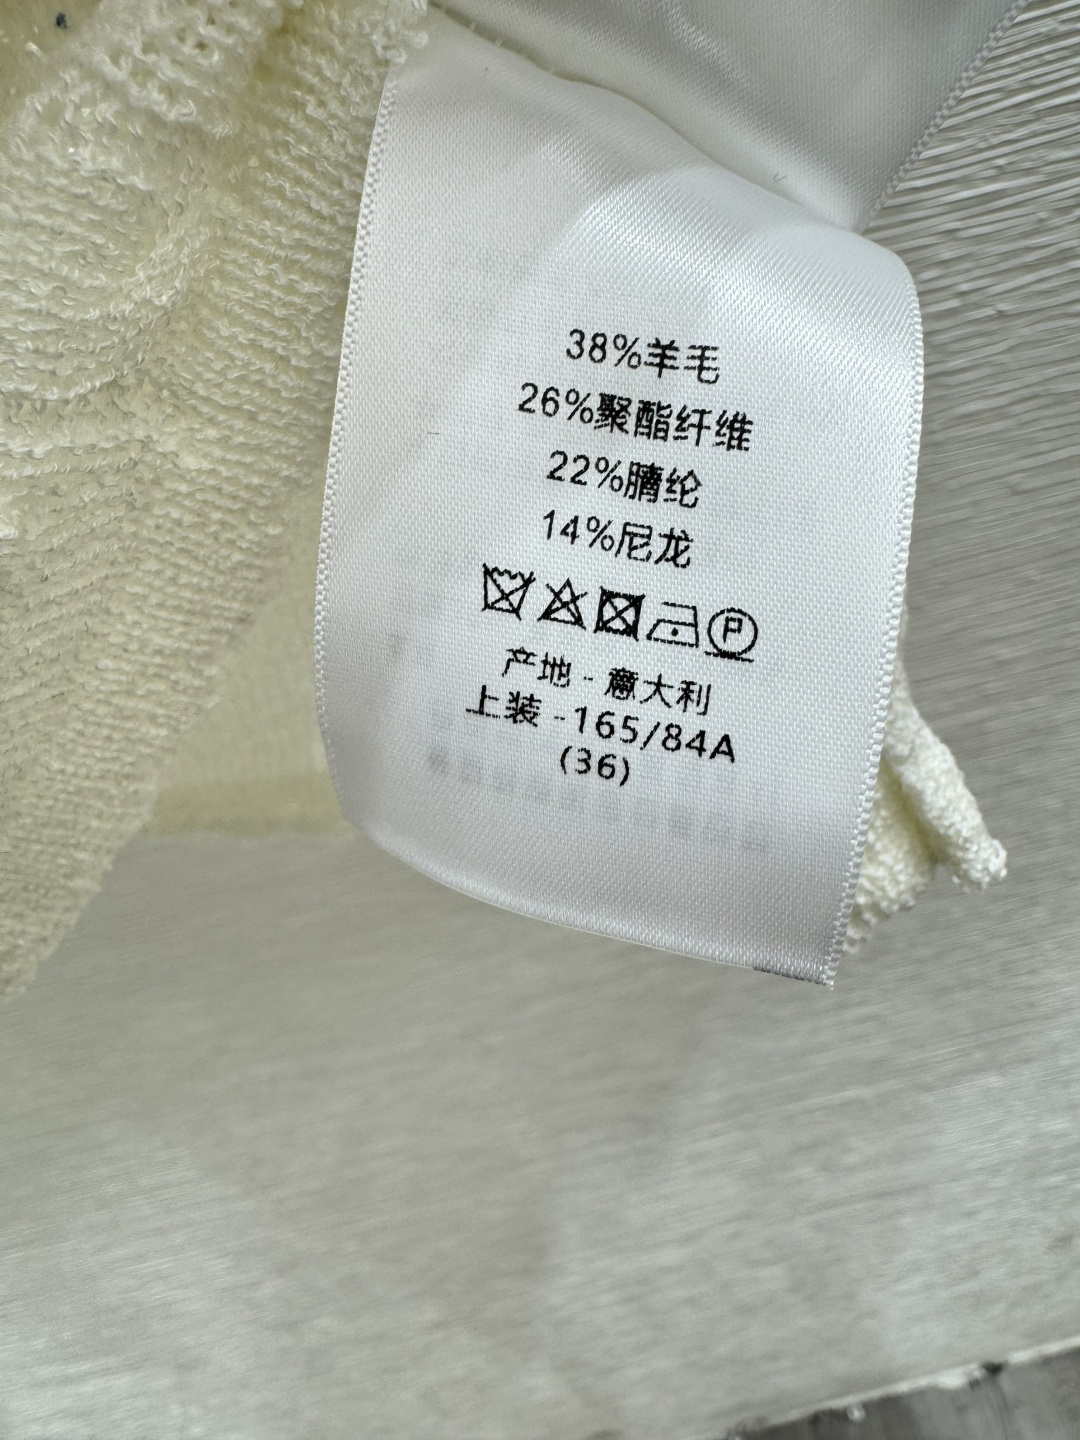 38%羊毛
26%聚酯纤维
22%腈纶
14%尼龙
P
产地 - 意大利
上装 - 165/84A
(36)